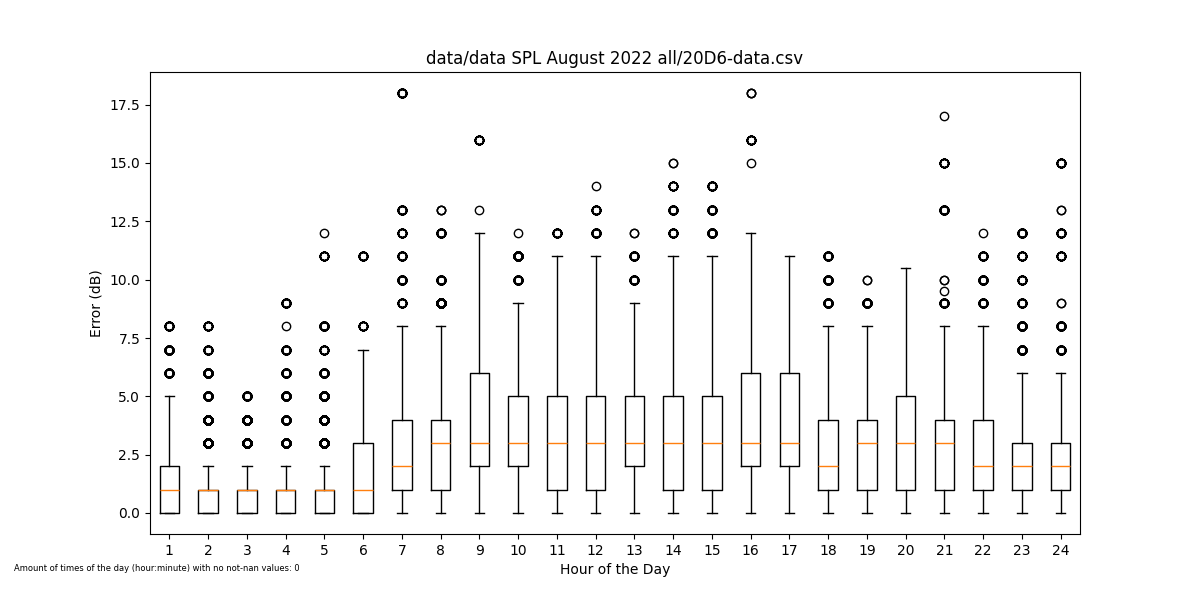 data/data SPL August 2022 all/20D6-data.csv
17.5
15.0
12.5
10.0
7.5
5.0
2.5
0.0
Error (dB)
1 2 3 4 5 6 7 8 9 10 11 12 13 14 15 16 17 18 19 20 21 22 23 24
Hour of the Day
Amount of times of the day (hour:minute) with no not-nan values: 0